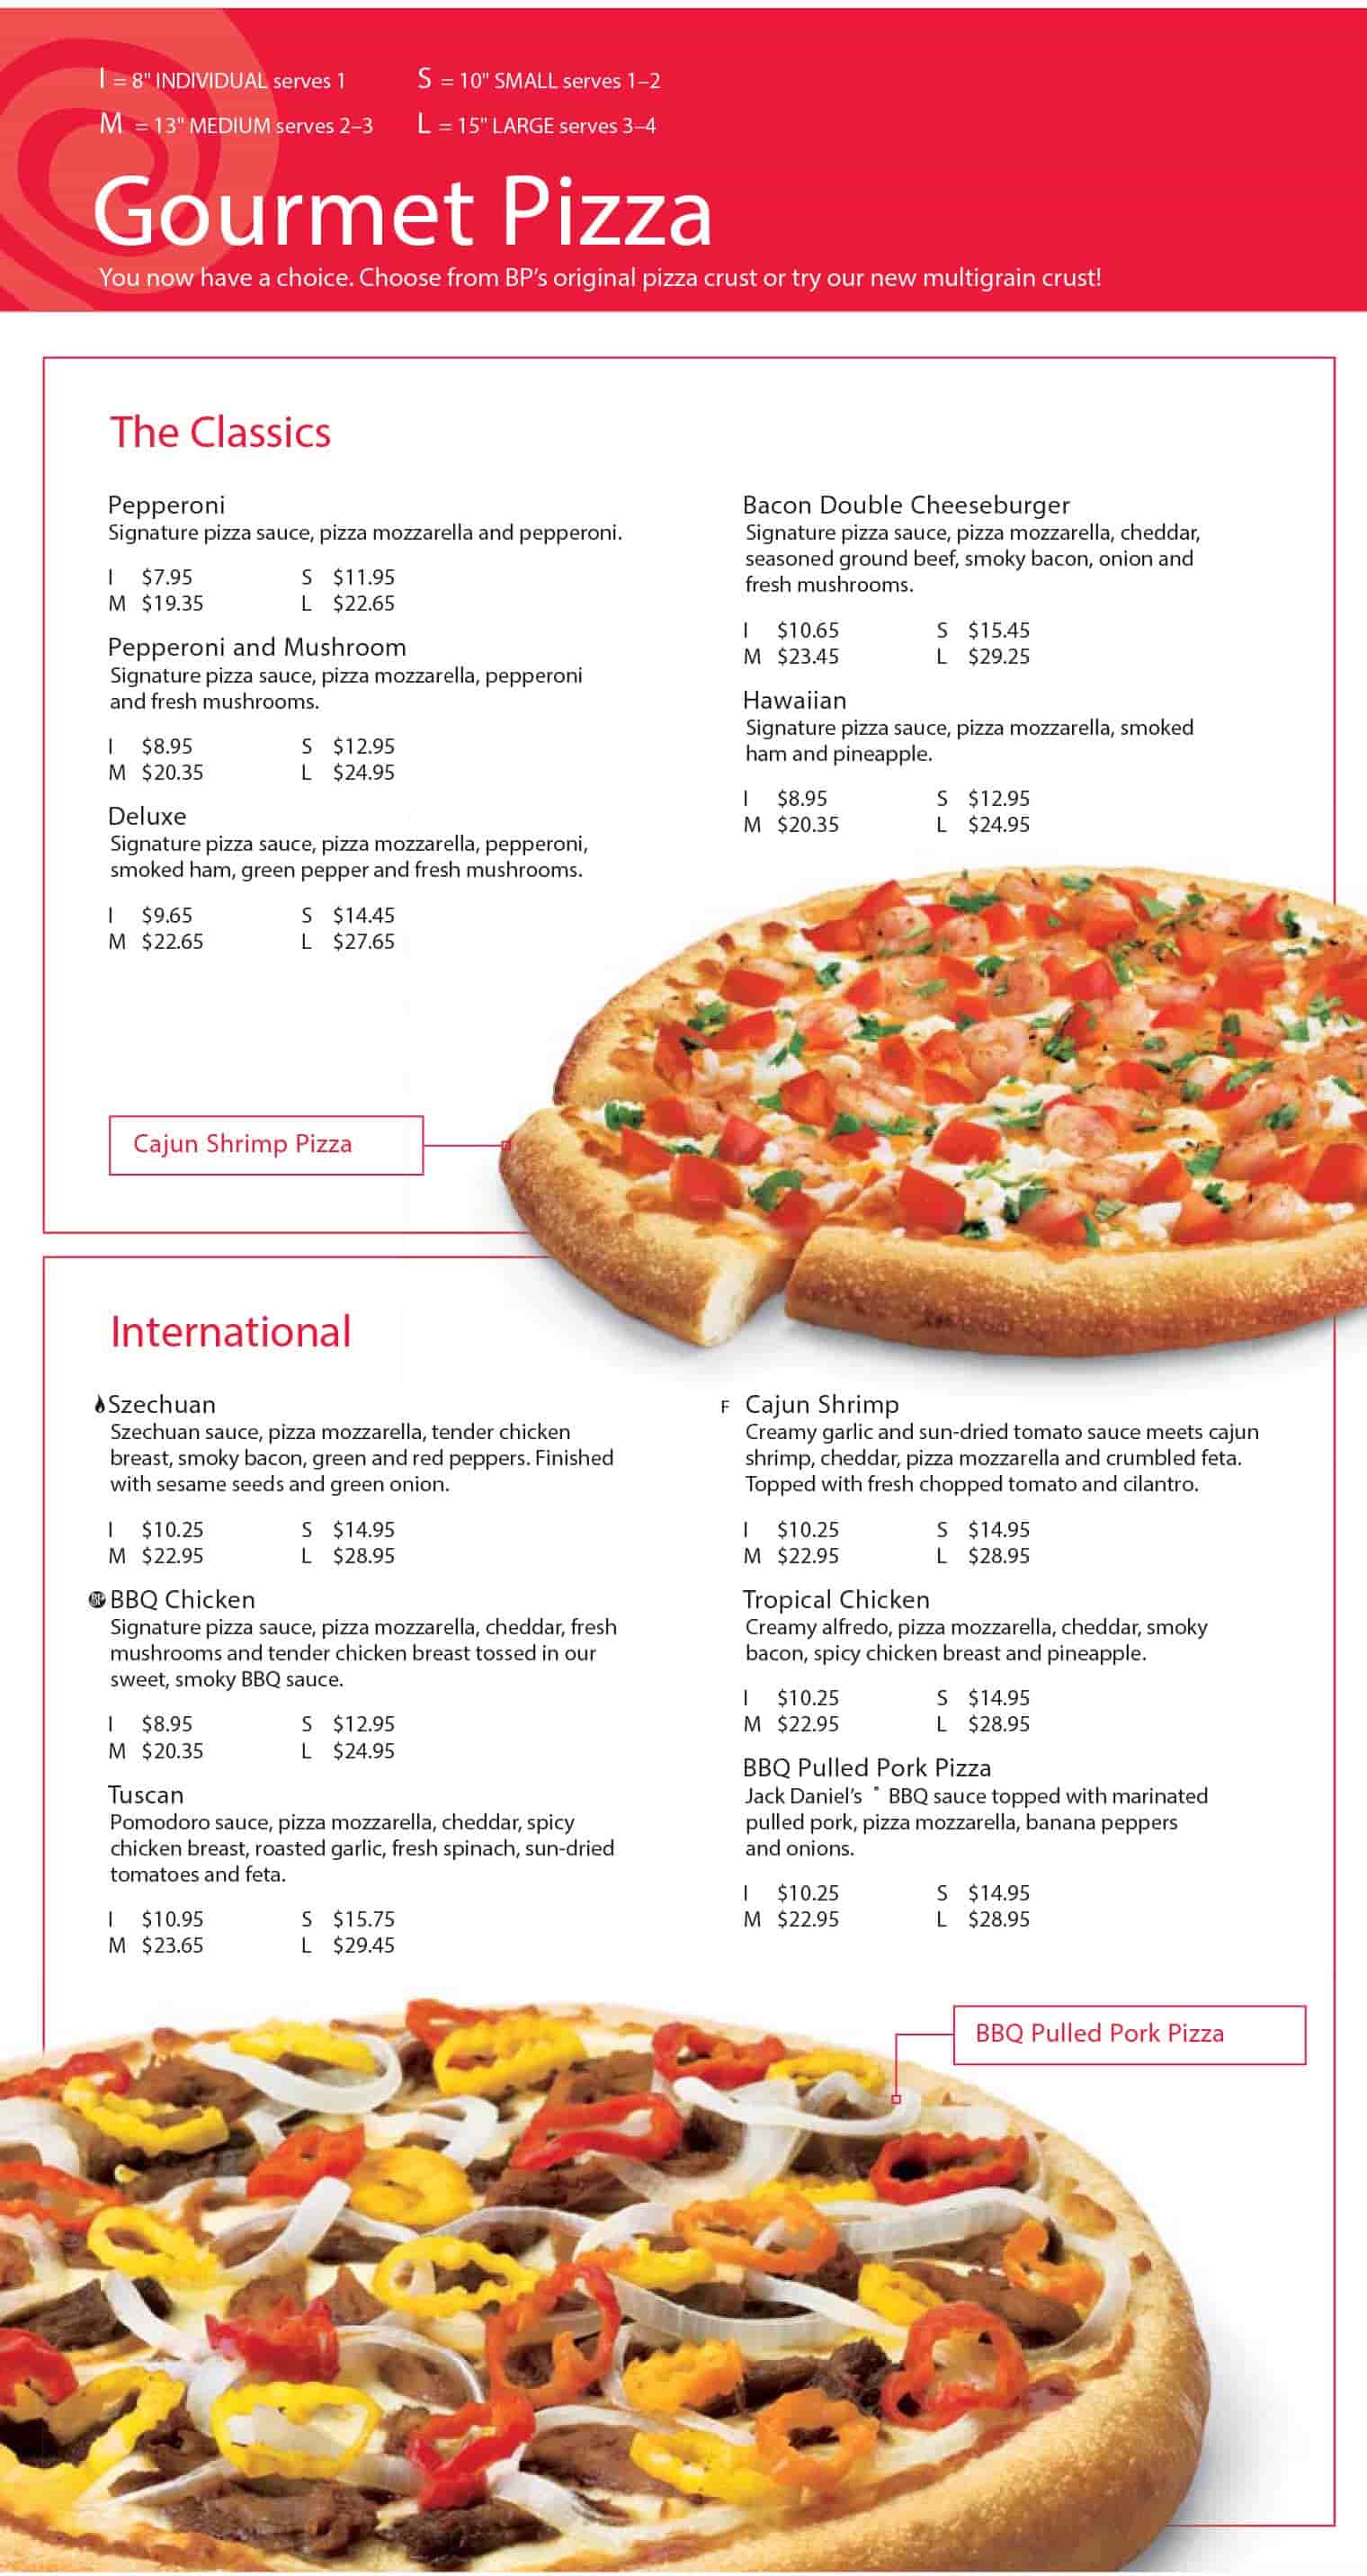 I = 8" INDIVIDUAL serves 1 S = 10" SMALL serves 1–2
M = 13" MEDIUM serves 2–3 L = 15" LARGE serves 3–4
Gourmet Pizza
You now have a choice. Choose from BP's original pizza crust or try our new multigrain crust!
The Classics
Pepperoni
Signature pizza sauce, pizza mozzarella and pepperoni.
I $7.95 S $11.95
M $19.35 L $22.65
Pepperoni and Mushroom
Signature pizza sauce, pizza mozzarella, pepperoni
and fresh mushrooms.
I $8.95 S $12.95
M $20.35 L $24.95
Deluxe
Signature pizza sauce, pizza mozzarella, pepperoni,
smoked ham, green pepper and fresh mushrooms.
I $9.65 S $14.45
M $22.65 L $27.65
Bacon Double Cheeseburger
Signature pizza sauce, pizza mozzarella, cheddar,
seasoned ground beef, smoky bacon, onion and
fresh mushrooms.
I $10.65 S $15.45
M $23.45 L $29.25
Hawaiian
Signature pizza sauce, pizza mozzarella, smoked
ham and pineapple.
I $8.95 S $12.95
M $20.35 L $24.95
Cajun Shrimp Pizza
International
Szechuan
Szechuan sauce, pizza mozzarella, tender chicken
breast, smoky bacon, green and red peppers. Finished
with sesame seeds and green onion.
I $10.25 S $14.95
M $22.95 L $28.95
BBQ Chicken
Signature pizza sauce, pizza mozzarella, cheddar, fresh
mushrooms and tender chicken breast tossed in our
sweet, smoky BBQ sauce.
I $8.95 S $12.95
M $20.35 L $24.95
Tuscan
Pomodoro sauce, pizza mozzarella, cheddar, spicy
chicken breast, roasted garlic, fresh spinach, sun-dried
tomatoes and feta.
I $10.95 S $15.75
M $23.65 L $29.45
F Cajun Shrimp
Creamy garlic and sun-dried tomato sauce meets cajun
shrimp, cheddar, pizza mozzarella and crumbled feta.
Topped with fresh chopped tomato and cilantro.
I $10.25 S $14.95
M $22.95 L $28.95
Tropical Chicken
Creamy alfredo, pizza mozzarella, cheddar, smoky
bacon, spicy chicken breast and pineapple.
I $10.25 S $14.95
M $22.95 L $28.95
BBQ Pulled Pork Pizza
Jack Daniel's BBQ sauce topped with marinated
pulled pork, pizza mozzarella, banana peppers
and onions.
I $10.25 S $14.95
M $22.95 L $28.95
BBQ Pulled Pork Pizza